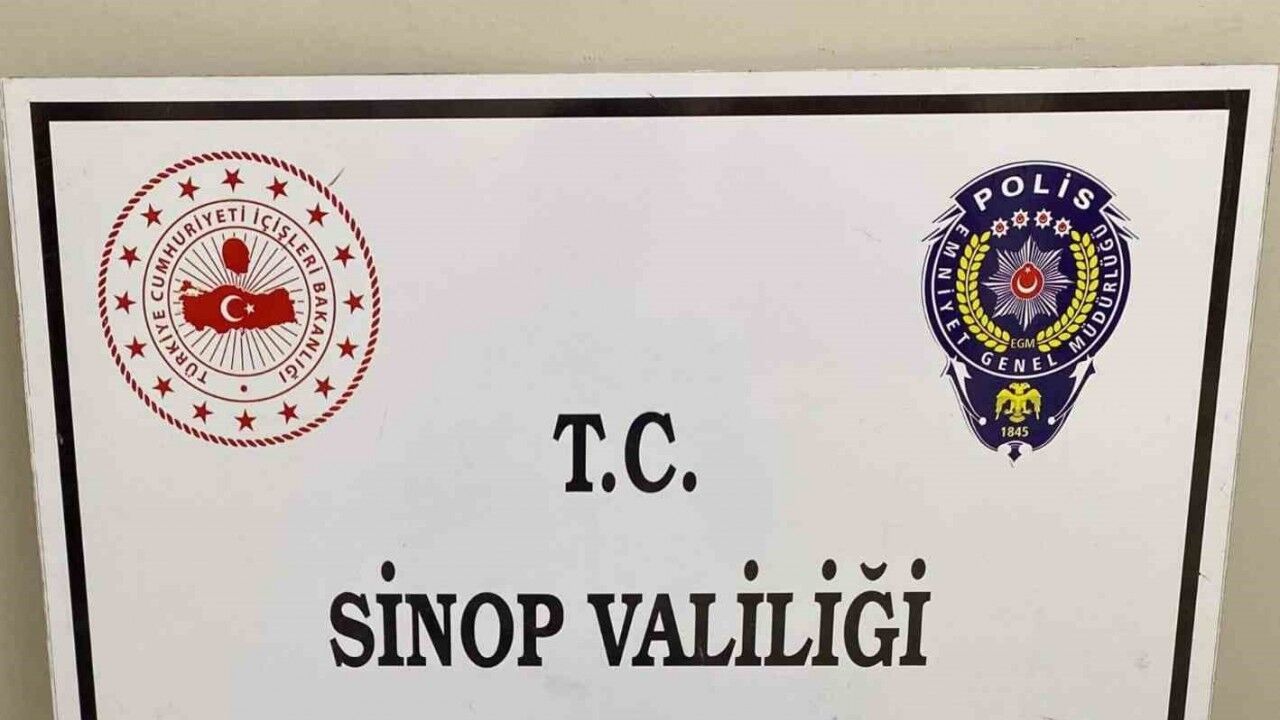 TÜRKİYE CUMHURİYETİ İÇİŞLERİ BAKANLIĞI
POLİS
EMNİYET GENEL MÜDÜRLÜĞÜ
EGM
1845
T.C.
SİNOP VALİLİĞİ